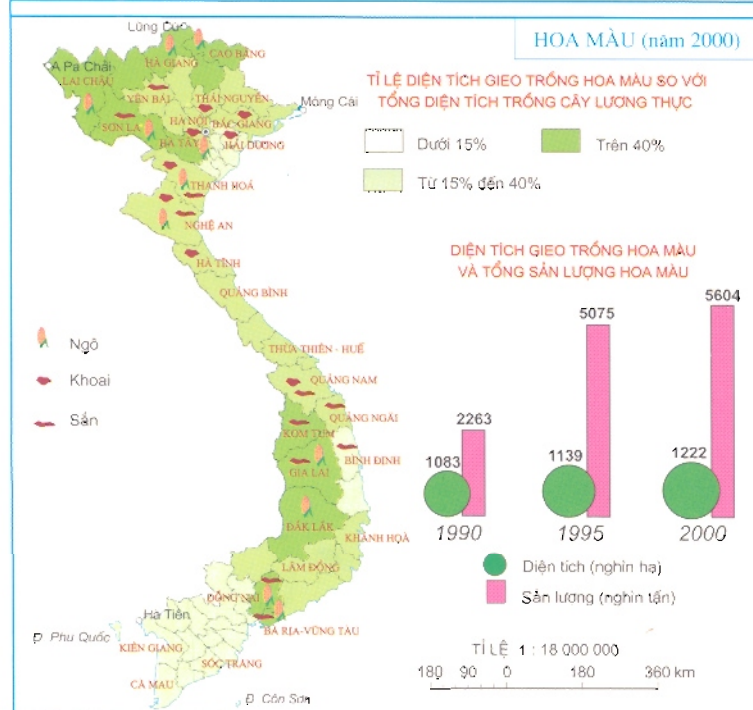 HOA MÀU (năm 2000)
TỈ LỆ DIỆN TÍCH GIEO TRỒNG HOA MÀU SO VỚI
TỔNG DIỆN TÍCH TRỒNG CÂY LƯƠNG THỰC
Dưới 15%
Trên 40%
Từ 15% đến 40%
Lũng Cú
CAO BẰNG
HÀ GIANG
A Pa Chải
LAI CHÂU
YÊN BÁI
THÁI NGUYÊN
Móng Cái
SƠN LA
HÀ NỘI
BẮC GIANG
HÀ TÂY
HẢI DƯƠNG
THANH HOÁ
NGHỆ AN
HÀ TĨNH
QUẢNG BÌNH
THỪA THIÊN - HUẾ
QUẢNG NAM
QUẢNG NGÃI
KOM TUM
BÌNH ĐỊNH
GIA LAI
ĐẮK LẮK
KHÁNH HOÀ
LÂM ĐỒNG
ĐỒNG NAI
BÀ RỊA-VŨNG TÀU
Hà Tiên
Đ. Phu Quốc
KIÊN GIANG
SÓC TRĂNG
CÀ MAU
Đ. Côn Sơn
Ngô
Khoai
Sắn
DIỆN TÍCH GIEO TRỒNG HOA MÀU
VÀ TỔNG SẢN LƯỢNG HOA MÀU
5604
5075
2263
1083
1139
1222
1990
1995
2000
Diện tích (nghìn ha)
Sản lượng (nghìn tấn)
TỈ LỆ 1 : 18 000 000
180 90 0 180 360 km